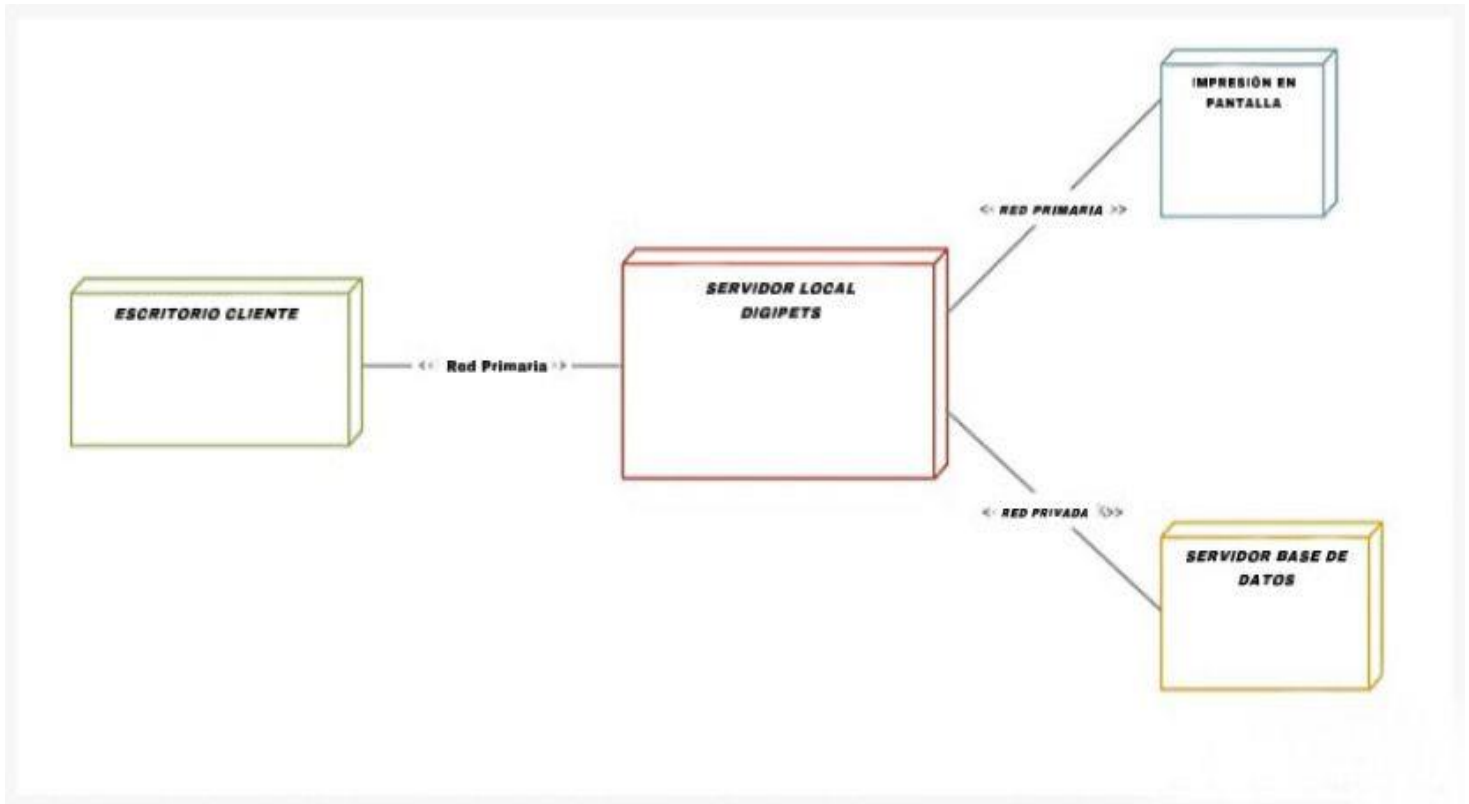 IMPRESIÓN EN
PANTALLA
<< RED PRIMARIA >>
SERVIDOR LOCAL
DIGIPETS
ESCRITORIO CLIENTE
<< Red Primaria >>
<< RED PRIVADA >>
SERVIDOR BASE DE
DATOS